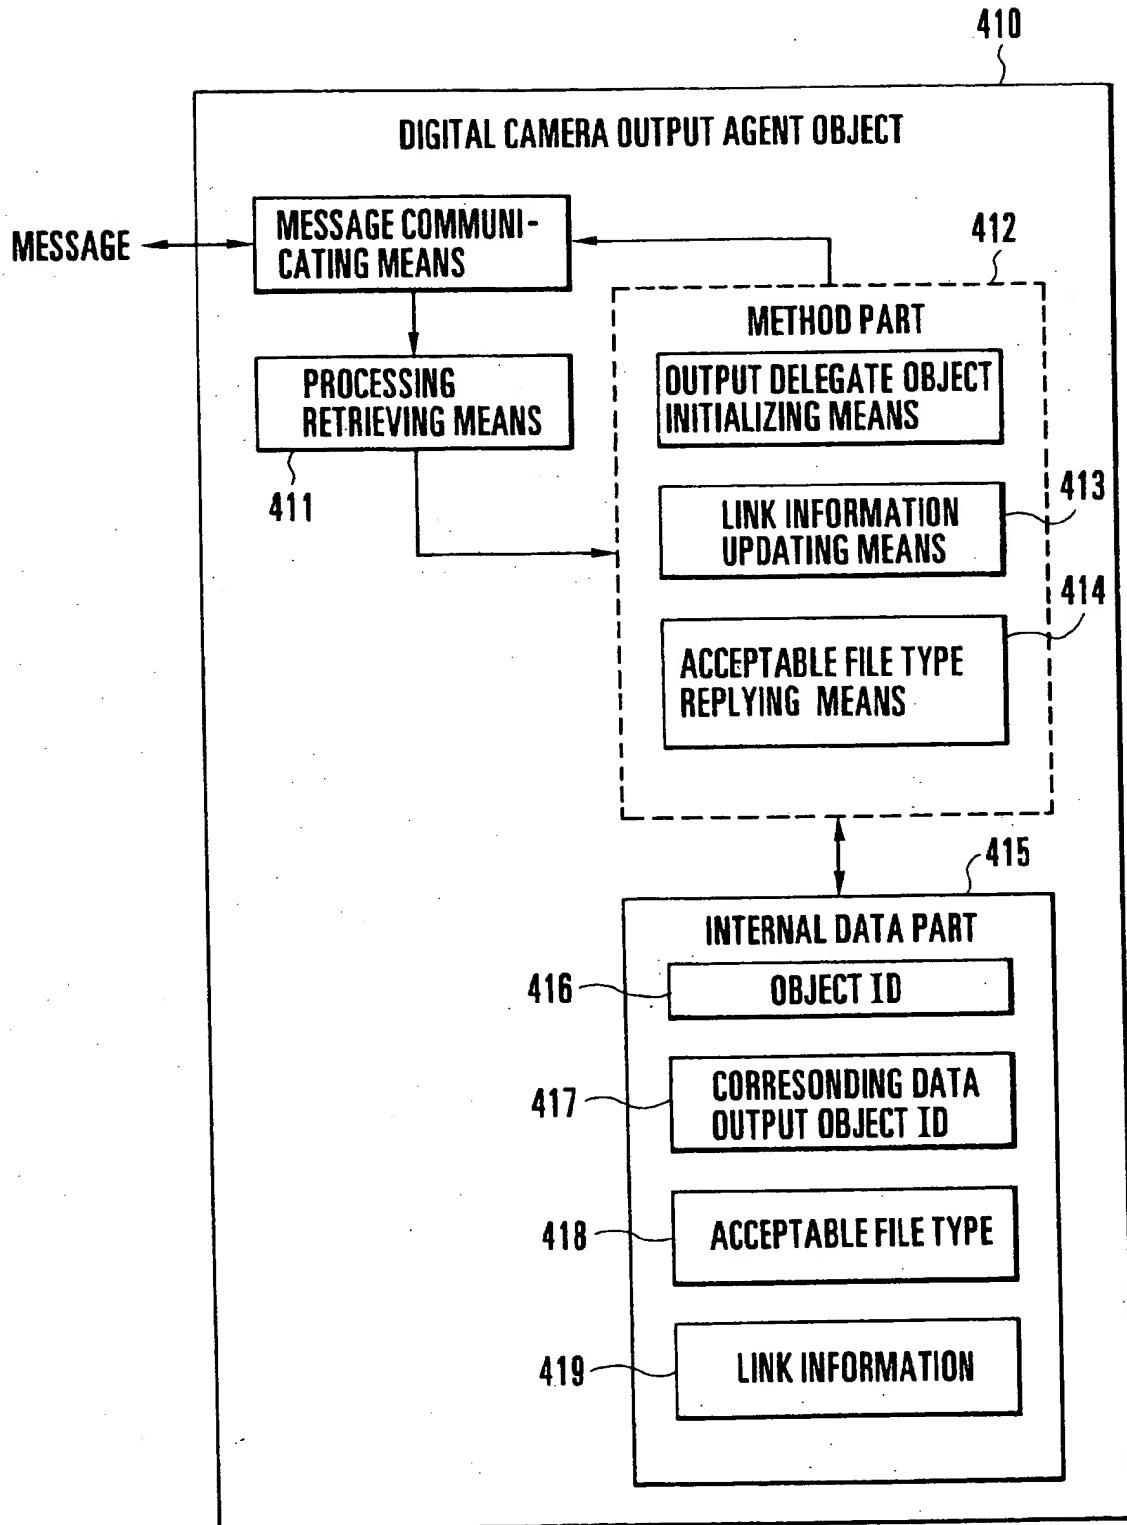 410
DIGITAL CAMERA OUTPUT AGENT OBJECT
MESSAGE
MESSAGE COMMUNI-
CATING MEANS
412
METHOD PART
PROCESSING
RETRIEVING MEANS
411
OUTPUT DELEGATE OBJECT
INITIALIZING MEANS
413
LINK INFORMATION
UPDATING MEANS
414
ACCEPTABLE FILE TYPE
REPLYING MEANS
415
INTERNAL DATA PART
416
OBJECT ID
417
CORRESONDING DATA
OUTPUT OBJECT ID
418
ACCEPTABLE FILE TYPE
419
LINK INFORMATION